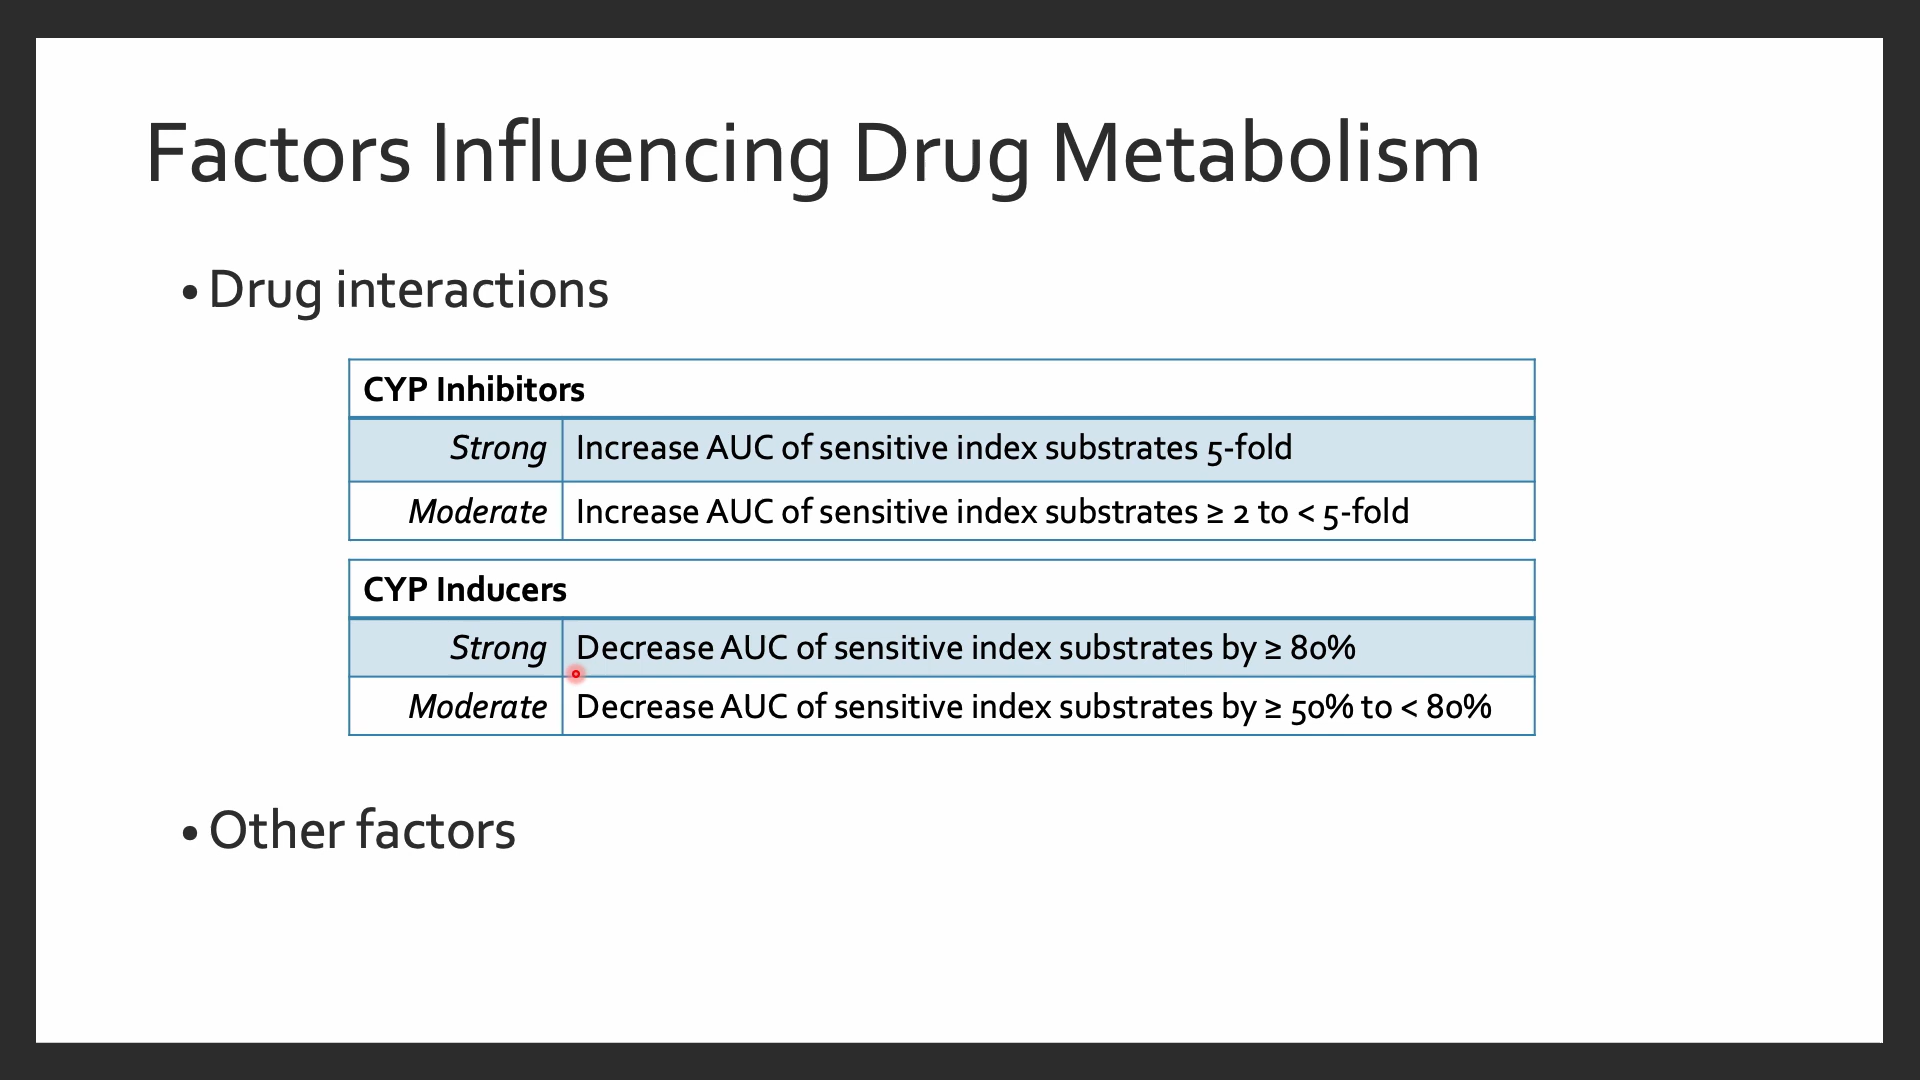 Factors Influencing Drug Metabolism
• Drug interactions
CYP Inhibitors
Strong Increase AUC of sensitive index substrates 5-fold
Moderate Increase AUC of sensitive index substrates ≥ 2 to < 5-fold
CYP Inducers
Strong Decrease AUC of sensitive index substrates by ≥ 80%
Moderate Decrease AUC of sensitive index substrates by ≥ 50% to < 80%
• Other factors